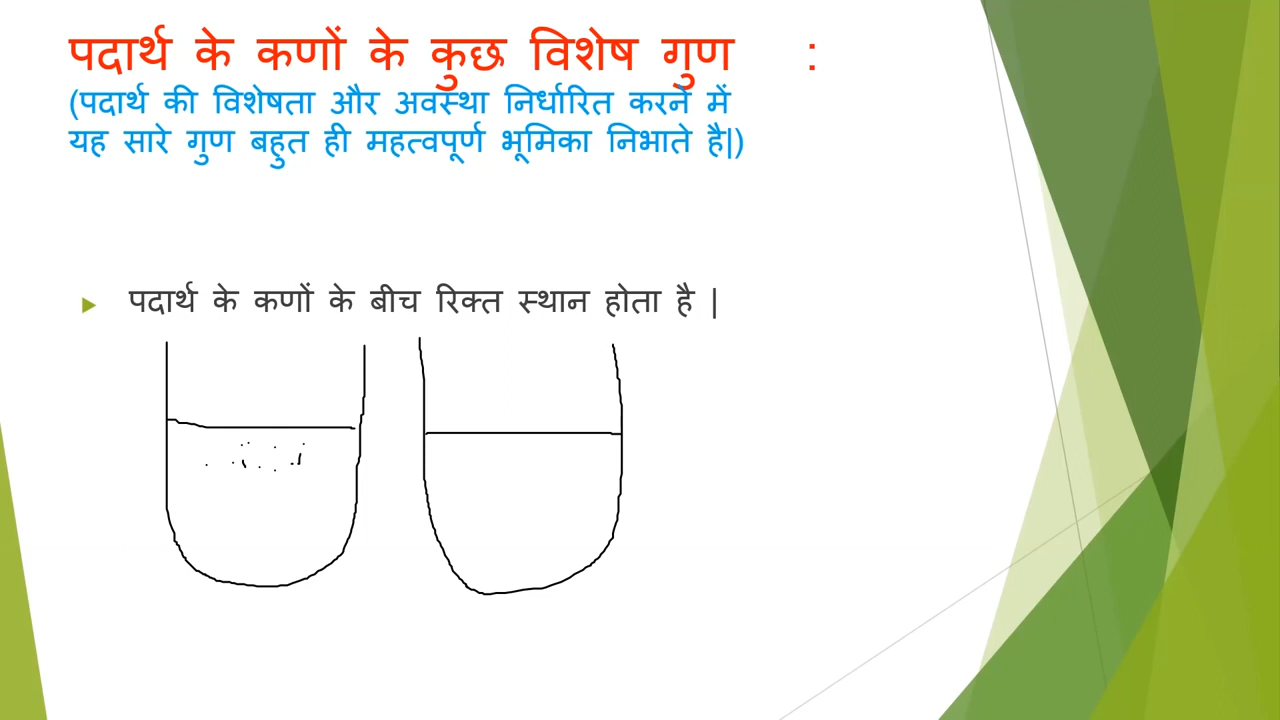 पदार्थ के कणों के कुछ विशेष गुण :
(पदार्थ की विशेषता और अवस्था निर्धारित करने में
यह सारे गुण बहुत ही महत्वपूर्ण भूमिका निभाते है|)
पदार्थ के कणों के बीच रिक्त स्थान होता है |